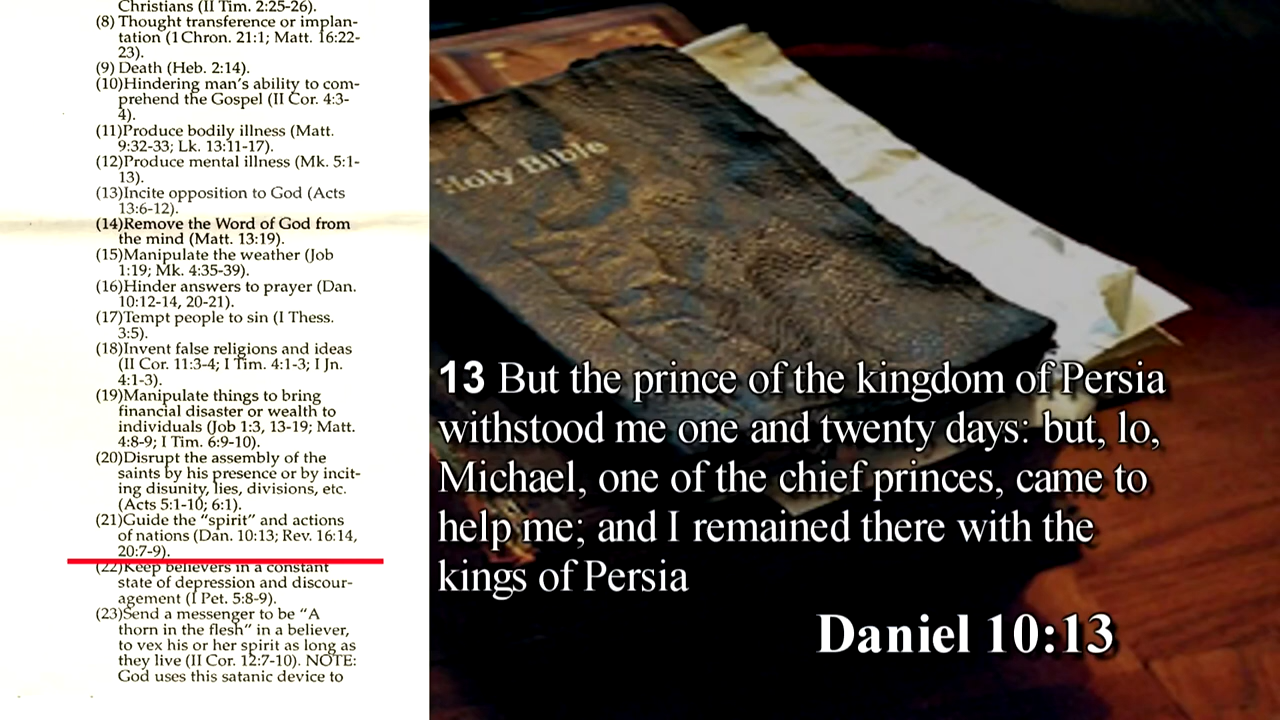 Christians (II Tim. 2:25-26).
(8) Thought transference or implan-
tation (1 Chron. 21:1; Matt. 16:22-
23).
(9) Death (Heb. 2:14).
(10)Hindering man's ability to com-
prehend the Gospel (II Cor. 4:3-
4).
(11)Produce bodily illness (Matt.
9:32-33; Lk. 13:11-17).
(12)Produce mental illness (Mk. 5:1-
13).
(13)Incite opposition to God (Acts
13:6-12).
(14)Remove the Word of God from
the mind (Matt. 13:19).
(15)Manipulate the weather (Job
1:19; Mk. 4:35-39).
(16)Hinder answers to prayer (Dan.
10:12-14, 20-21).
(17)Tempt people to sin (I Thess.
3:5).
(18)Invent false religions and ideas
(II Cor. 11:3-4; I Tim. 4:1-3; I Jn.
4:1-3).
(19)Manipulate things to bring
financial disaster or wealth to
individuals (Job 1:3, 13-19; Matt.
4:8-9; I Tim. 6:9-10).
(20)Disrupt the assembly of the
saints by his presence or by incit-
ing disunity, lies, divisions, etc.
(Acts 5:1-10; 6:1).
(21)Guide the "spirit" and actions
of nations (Dan. 10:13; Rev. 16:14,
20:7-9).
(22)Keep believers in a constant
state of depression and discour-
agement (I Pet. 5:8-9).
(23)Send a messenger to be "A
thorn in the flesh" in a believer,
to vex his or her spirit as long as
they live (II Cor. 12:7-10). NOTE:
God uses this satanic device to
Holy Bible
13 But the prince of the kingdom of Persia
withstood me one and twenty days: but, lo,
Michael, one of the chief princes, came to
help me; and I remained there with the
kings of Persia
Daniel 10:13